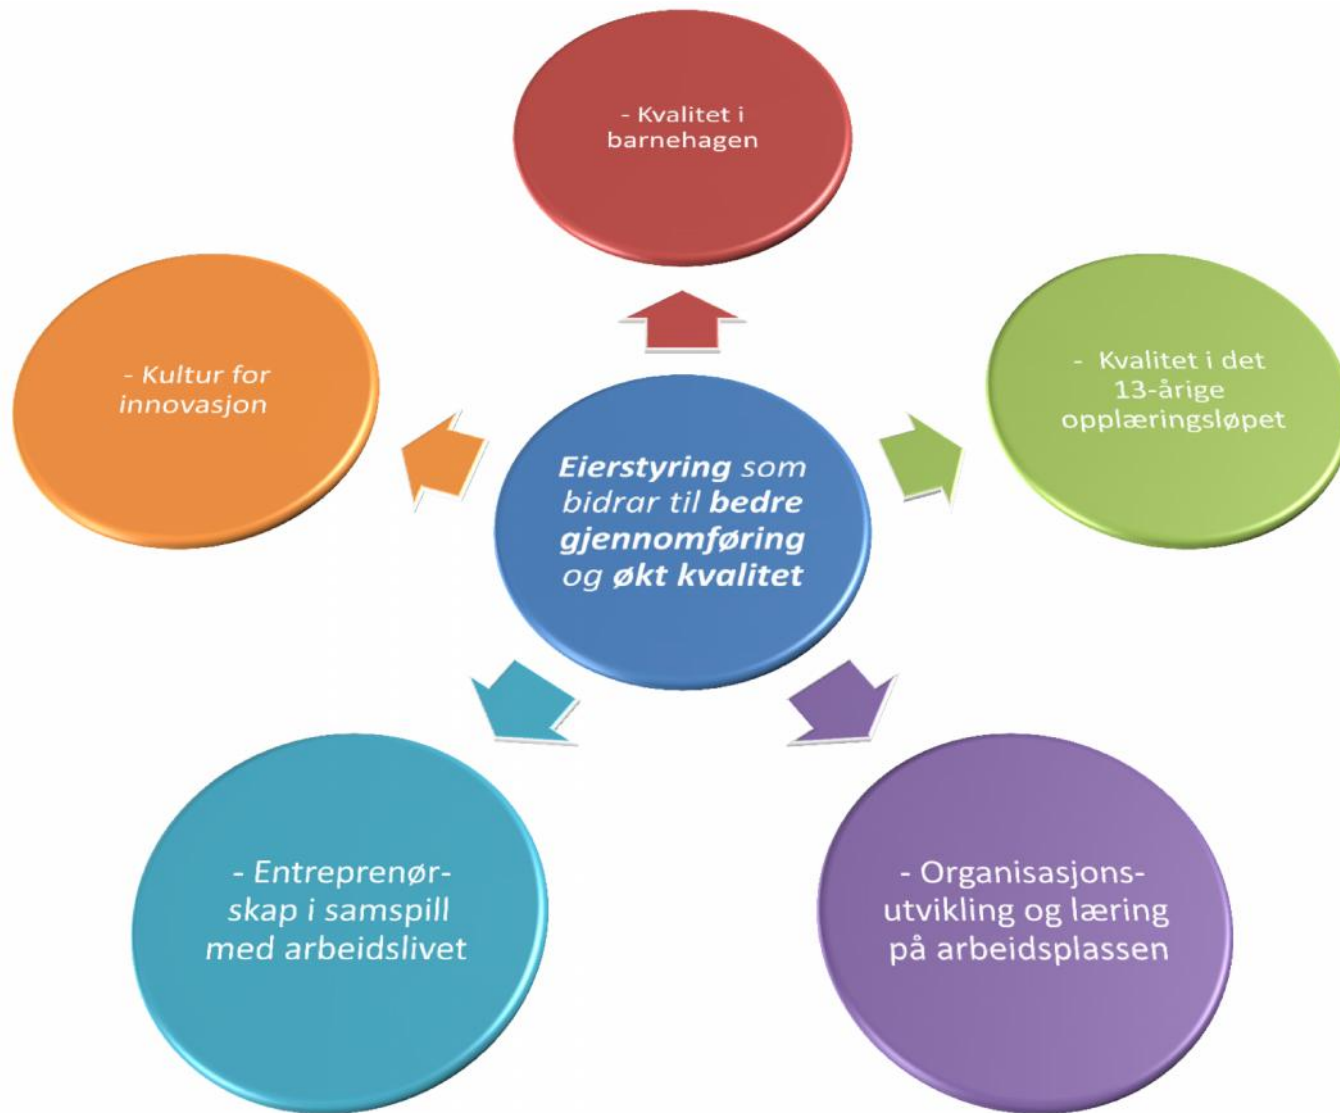 - Kvalitet i
barnehagen
- Kultur for
innovasjon
- Kvalitet i det
13-årige
opplæringsløpet
Eierstyring som
bidrar til bedre
gjennomføring
og økt kvalitet
- Entreprenør-
skap i samspill
med arbeidslivet
- Organisasjons-
utvikling og læring
på arbeidsplassen